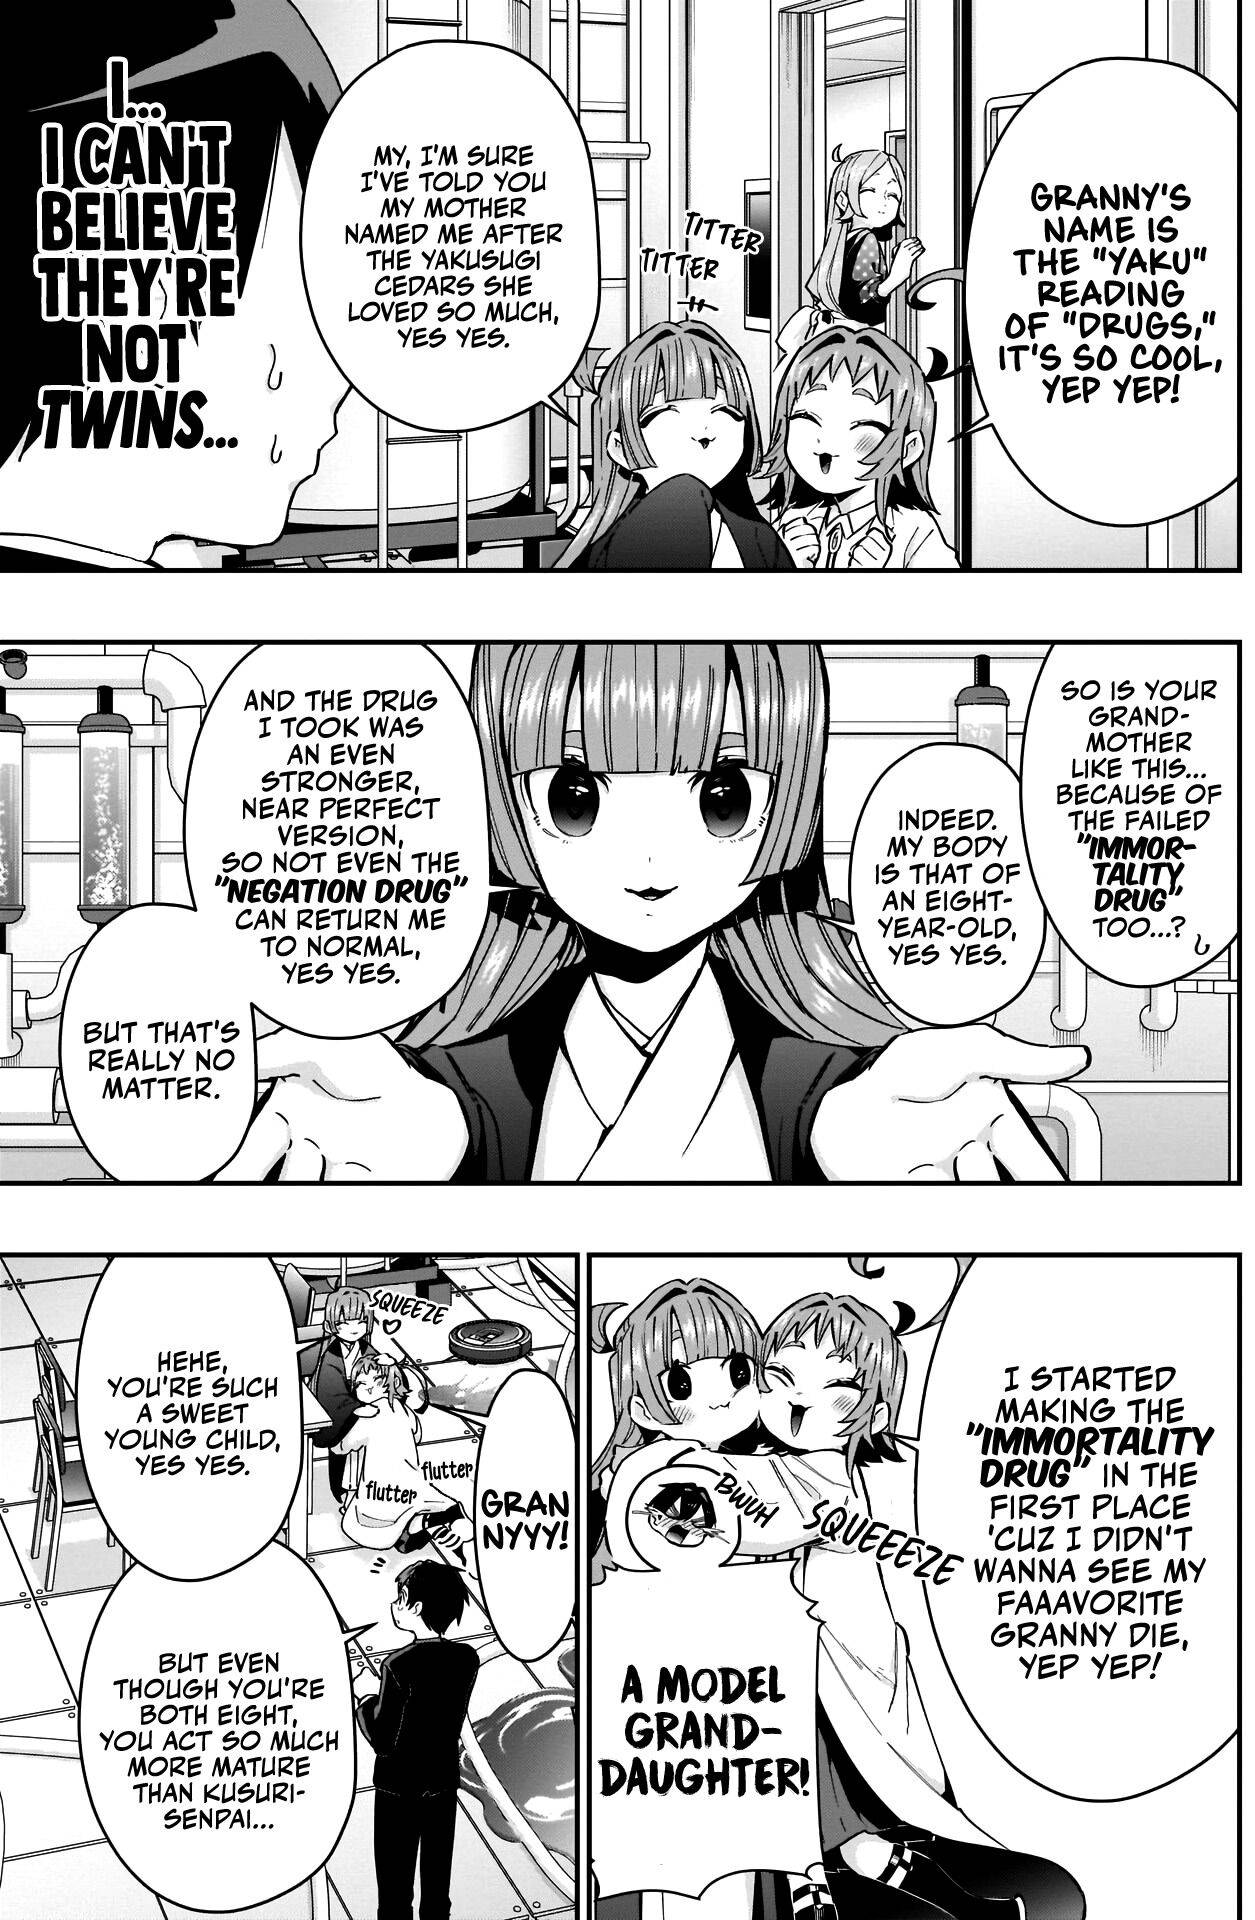 GRANNY'S
NAME IS
THE "YAKU"
READING
OF "DRUGS,"
IT'S SO COOL,
YEP YEP!
TITTER
TITTER
MY, I'M SURE
I'VE TOLD YOU
MY MOTHER
NAMED ME AFTER
THE YAKUSUGI
CEDARS SHE
LOVED SO MUCH,
YES YES.
I...
I CAN'T
BELIEVE
THEY'RE
NOT
TWINS...
SO IS YOUR
GRAND-
MOTHER
LIKE THIS...
BECAUSE OF
THE FAILED
"IMMOR-
TALITY
DRUG"
TOO...?
INDEED.
MY BODY
IS THAT OF
AN EIGHT-
YEAR-OLD,
YES YES.
AND THE DRUG
I TOOK WAS
AN EVEN
STRONGER,
NEAR PERFECT
VERSION,
SO NOT EVEN THE
"NEGATION DRUG"
CAN RETURN ME
TO NORMAL,
YES YES.
BUT THAT'S
REALLY NO
MATTER.
I STARTED
MAKING THE
"IMMORTALITY
DRUG" IN THE
FIRST PLACE
'CUZ I DIDN'T
WANNA SEE MY
FAAAVORITE
GRANNY DIE,
YEP YEP!
SQUEEEZE
BWUH
A MODEL
GRAND-
DAUGHTER!
GRAN
NYYY!
SQUEEZE
flutter
flutter
HEHE,
YOU'RE SUCH
A SWEET
YOUNG CHILD,
YES YES.
BUT EVEN
THOUGH YOU'RE
BOTH EIGHT,
YOU ACT SO MUCH
MORE MATURE
THAN KUSURI-
SENPAI...